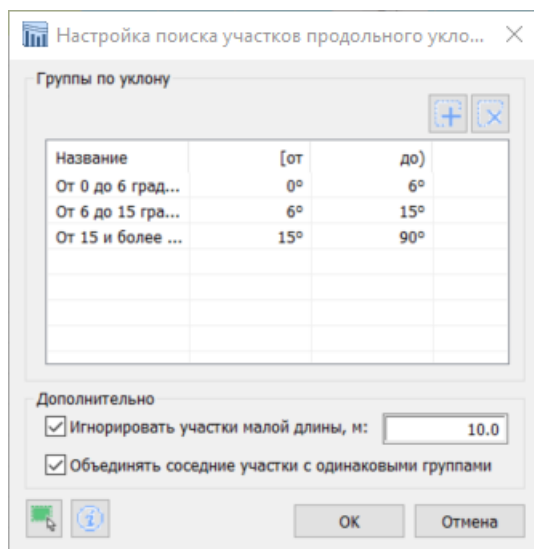 Настройка поиска участков продольного укло...
Группы по уклону
Название [от до)
От 0 до 6 град... 0° 6°
От 6 до 15 гра... 6° 15°
От 15 и более ... 15° 90°
Дополнительно
Игнорировать участки малой длины, м: 10.0
Объединять соседние участки с одинаковыми группами
ОК Отмена